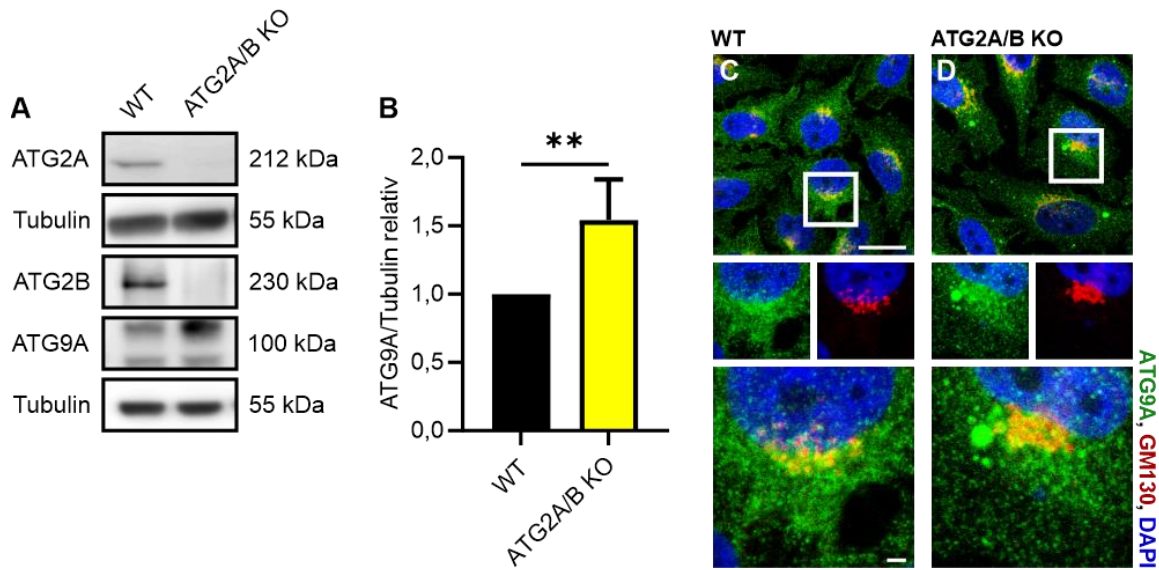 A
WT
ATG2A/B KO
ATG2A
212 kDa
Tubulin
55 kDa
ATG2B
230 kDa
ATG9A
100 kDa
Tubulin
55 kDa
B
**
ATG9A/Tubulin relativ
2,0
1,5
1,0
0,5
0,0
WT
ATG2A/B KO
WT
ATG2A/B KO
C
D
ATG9A, GM130, DAPI